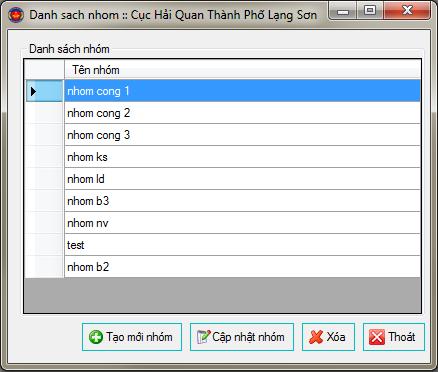 Danh sach nhom :: Cục Hải Quan Thành Phố Lạng Sơn
Danh sách nhóm
Tên nhóm
nhom cong 1
nhom cong 2
nhom cong 3
nhom ks
nhom ld
nhom b3
nhom nv
test
nhom b2
Tạo mới nhóm Cập nhật nhóm Xóa Thoát